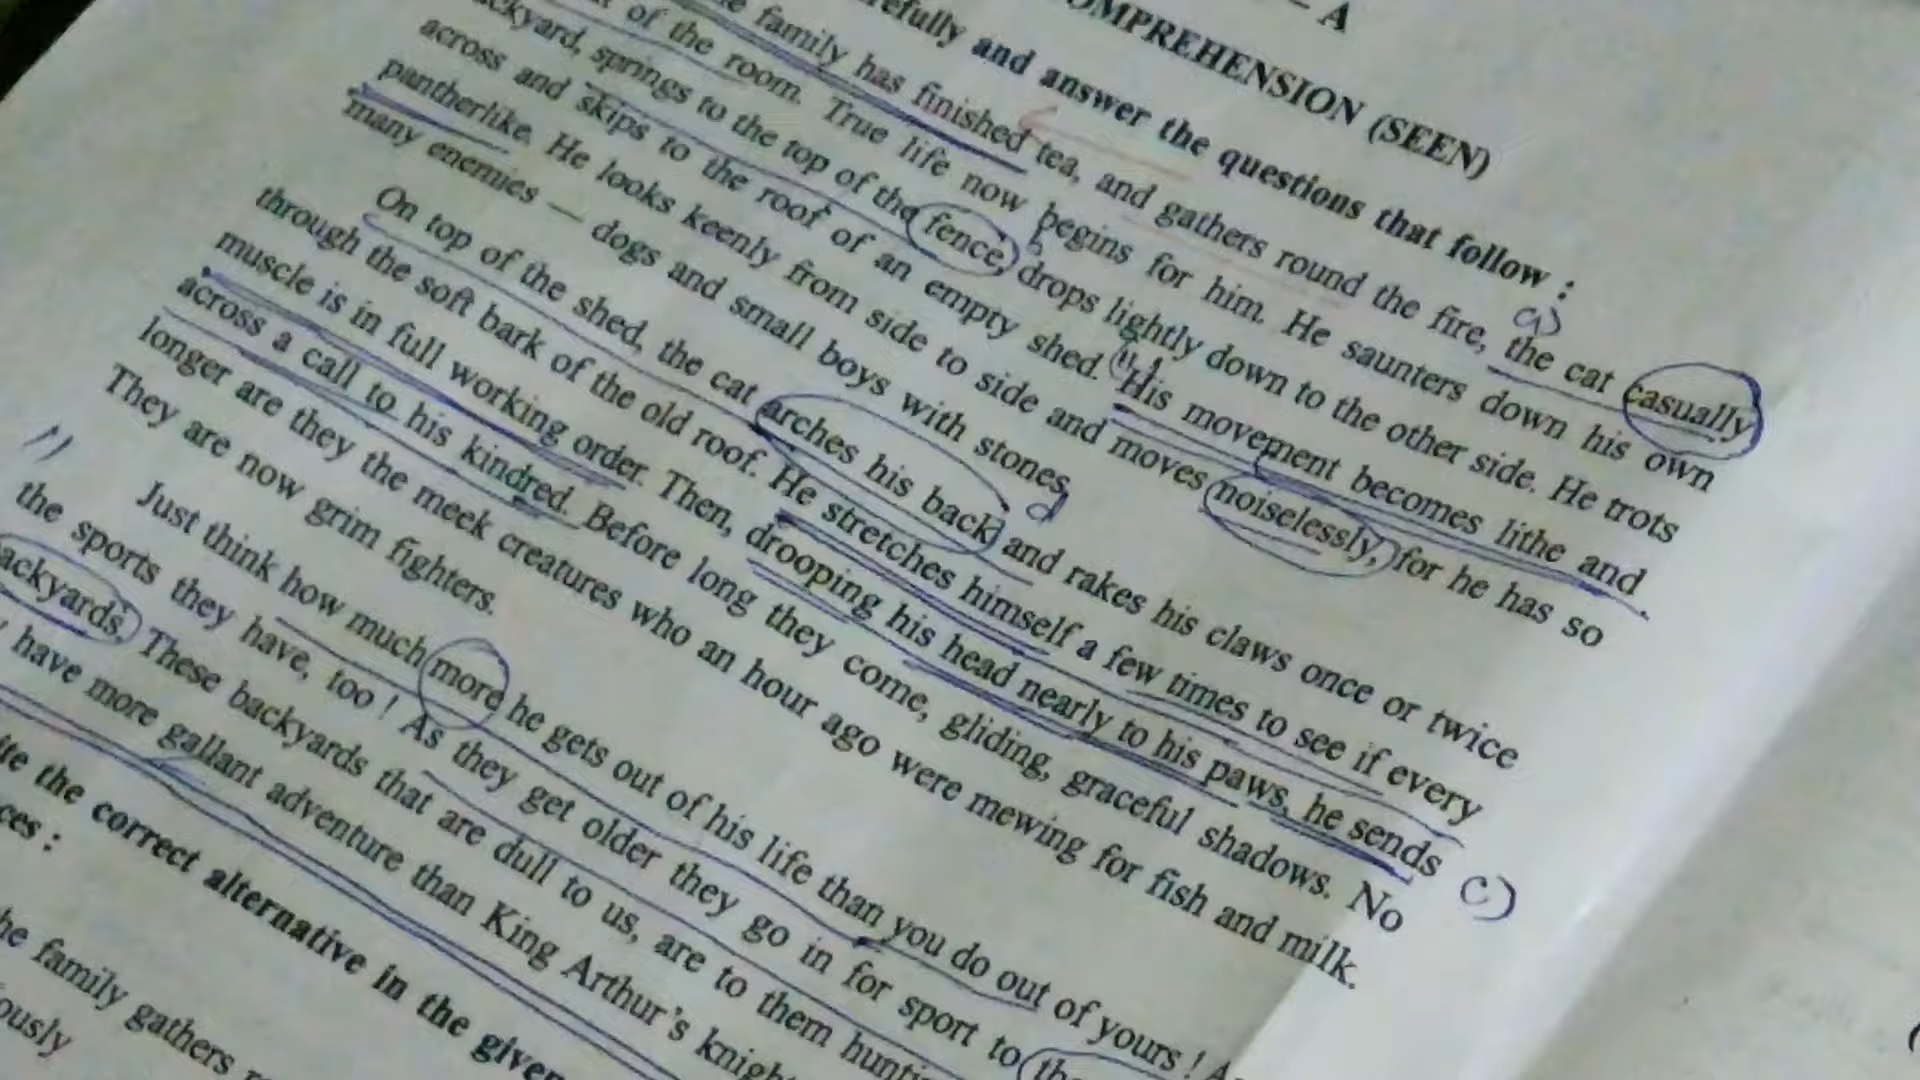 – A
OMPREHENSION (SEEN)
refully and answer the questions that follow :
e family has finished tea, and gathers round the fire, the cat casually
of the room. True life now begins for him. He saunters down his own
ackyard, springs to the top of the fence, drops lightly down to the other side. He trots
across and skips to the roof of an empty shed. His movement becomes lithe and
pantherlike. He looks keenly from side to side and moves noiselessly, for he has so
many enemies — dogs and small boys with stones.
On top of the shed, the cat arches his back and rakes his claws once or twice
through the soft bark of the old roof. He stretches himself a few times to see if every
muscle is in full working order. Then, drooping his head nearly to his paws, he sends
across a call to his kindred. Before long they come, gliding, graceful shadows. No
longer are they the meek creatures who an hour ago were mewing for fish and milk.
They are now grim fighters.
Just think how much more he gets out of his life than you do out of yours ! A
the sports they have, too ! As they get older they go in for sport to
ackyards. These backyards that are dull to us, are to them hunti
have more gallant adventure than King Arthur's knigh
ite the correct alternative in the given
ces :
he family gathers
ously
a)
c)